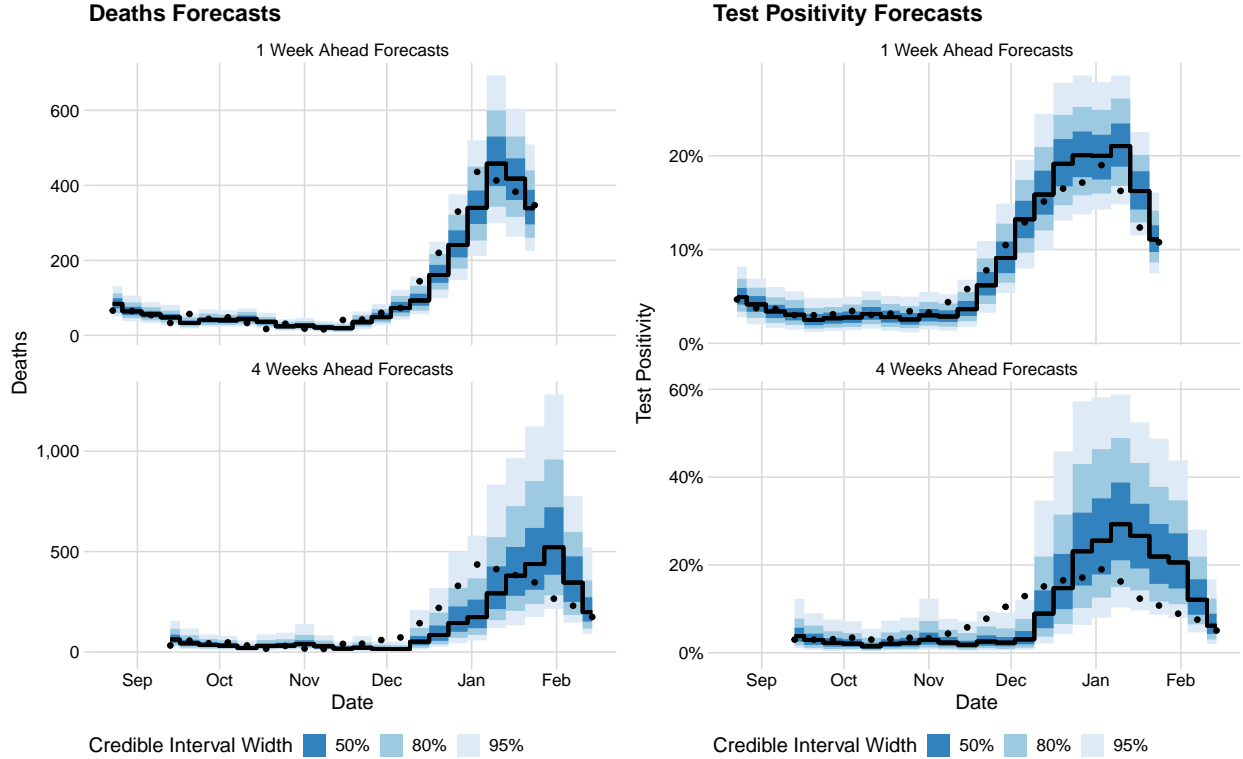 Deaths Forecasts
1 Week Ahead Forecasts
600
400
200
0
Deaths
4 Weeks Ahead Forecasts
1,000
500
0
Sep Oct Nov Dec Jan Feb
Date
Credible Interval Width 50% 80% 95%
Test Positivity Forecasts
1 Week Ahead Forecasts
20%
10%
0%
Test Positivity
4 Weeks Ahead Forecasts
60%
40%
20%
0%
Sep Oct Nov Dec Jan Feb
Date
Credible Interval Width 50% 80% 95%